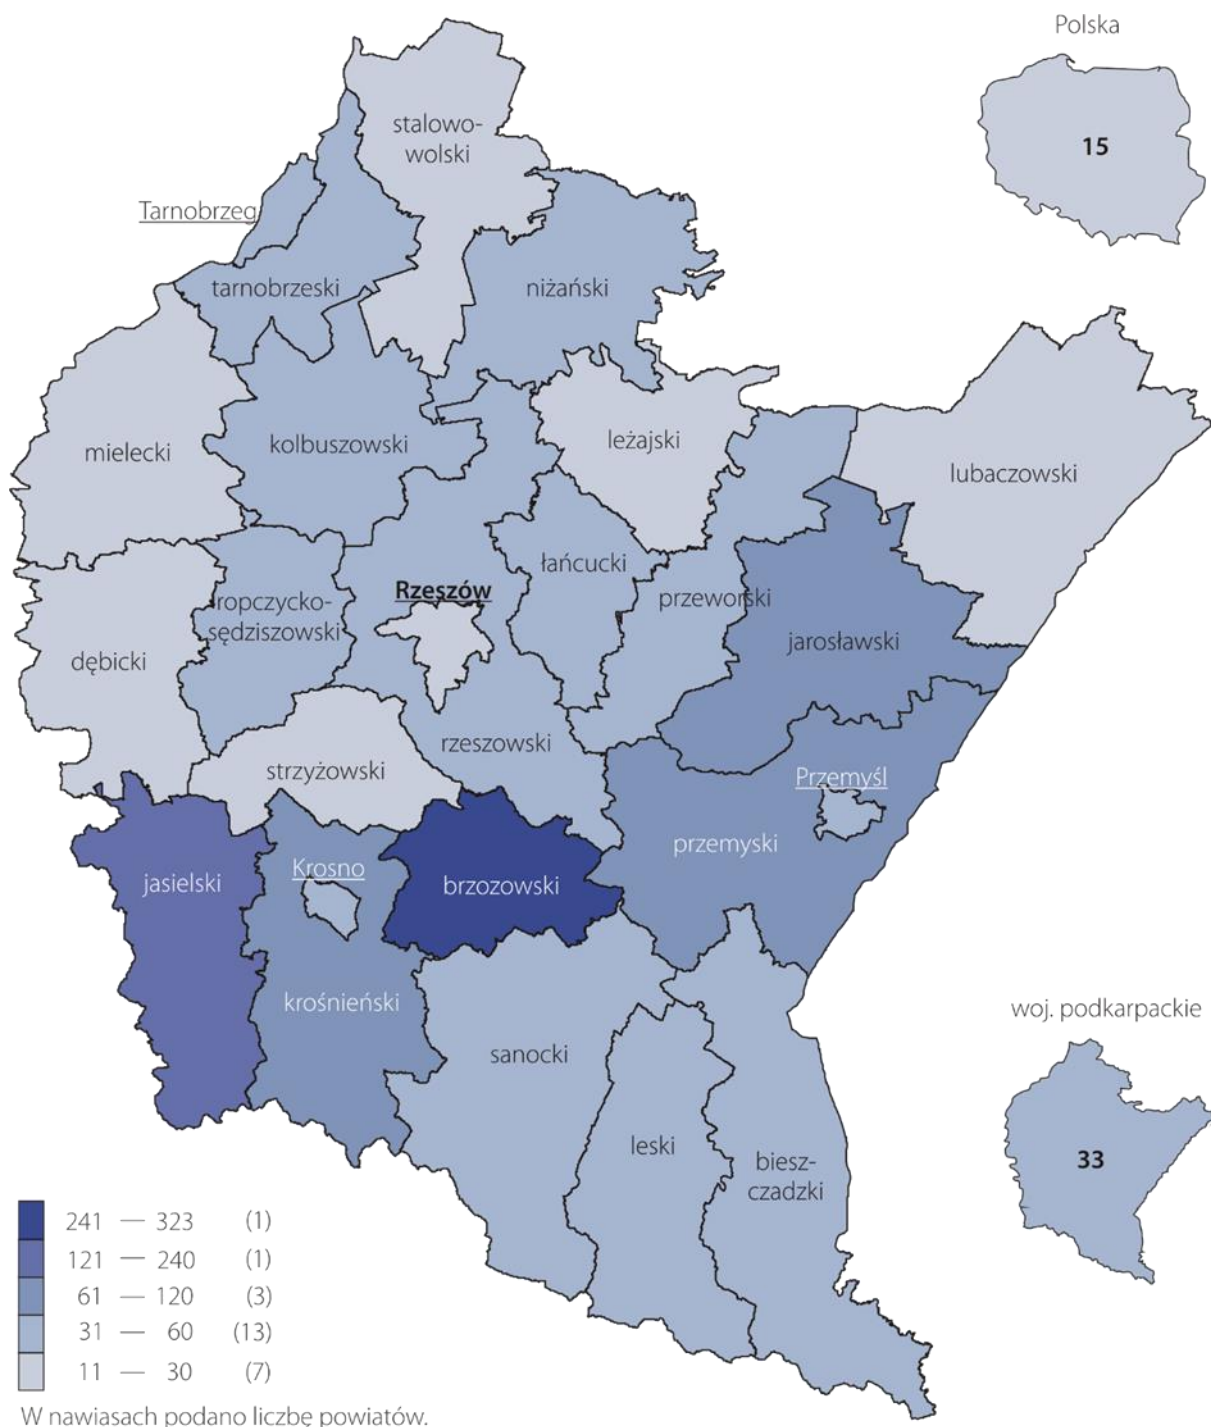 Polska
15
stalowo-
wolski
Tarnobrzeg
tarnobrzeski
niżański
mielecki
kolbuszowski
leżajski
lubaczowski
łańcucki
Rzeszów
przeworski
ropczycko-
sędziszowski
jarosławski
dębicki
rzeszowski
strzyżowski
Przemyśl
przemyski
Krosno
jasielski
brzozowski
krośnieński
woj. podkarpackie
33
sanocki
leski
biesz-
czadzki
241 — 323 (1)
121 — 240 (1)
61 — 120 (3)
31 — 60 (13)
11 — 30 (7)
W nawiasach podano liczbę powiatów.